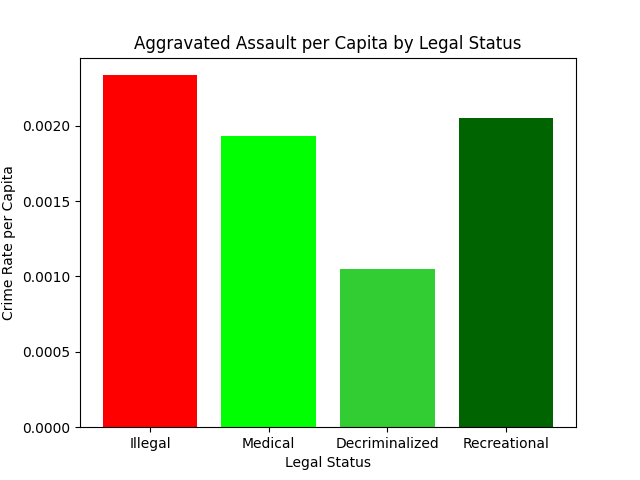 Aggravated Assault per Capita by Legal Status
Crime Rate per Capita
0.0020
0.0015
0.0010
0.0005
0.0000
Illegal
Medical
Decriminalized
Recreational
Legal Status